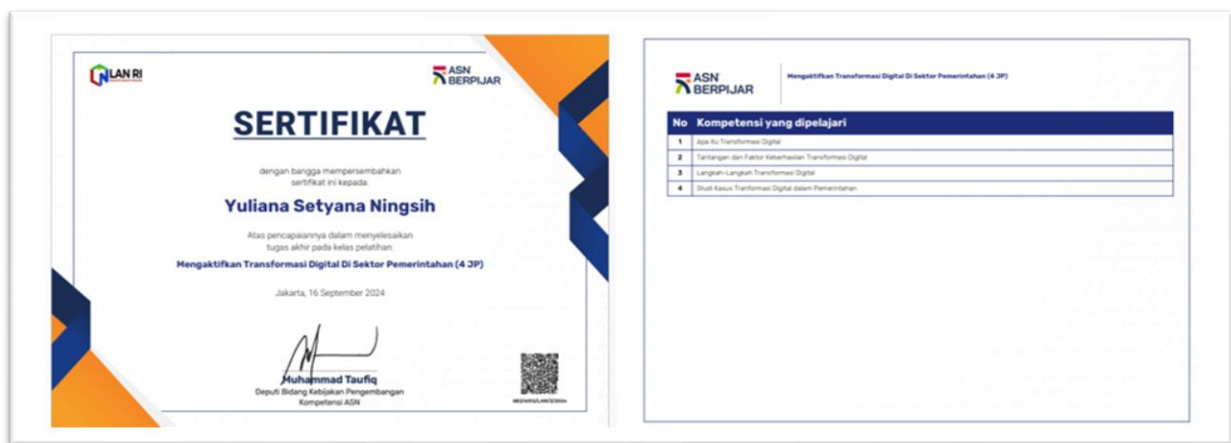 LAN RI
ASN
BERPIJAR
SERTIFIKAT
dengan bangga mempersembahkan
sertifikat ini kepada:
Yuliana Setyana Ningsih
Atas pencapaiannya dalam menyelesaikan
tugas akhir pada kelas pelatihan:
Mengaktifkan Transformasi Digital Di Sektor Pemerintahan (4 JP)
Jakarta, 16 September 2024
Muhammad Taufiq
Deputi Bidang Kebijakan Pengembangan
Kompetensi ASN
ASN
BERPIJAR
Mengaktifkan Transformasi Digital Di Sektor Pemerintahan (4 JP)
No Kompetensi yang dipelajari
1 Apa itu Transformasi Digital
2 Tantangan dan Faktor Keberhasilan Transformasi Digital
3 Langkah-Langkah Transformasi Digital
4 Studi Kasus Tranformasi Digital dalam Pemerintahan